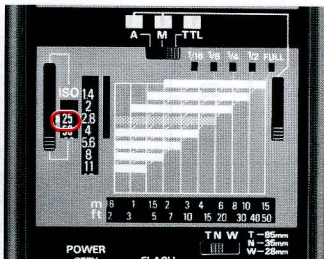 A M TTL
1/16 1/8 1/4 1/2 FULL
ISO
25
1.4
2
2.8
4
5.6
8
11
m .6 1 1.5 2 3 4 6 8 10 15
ft 2 3 5 7 10 15 20 30 40 50
T N W
T-85mm
N-35mm
W-28mm
POWER